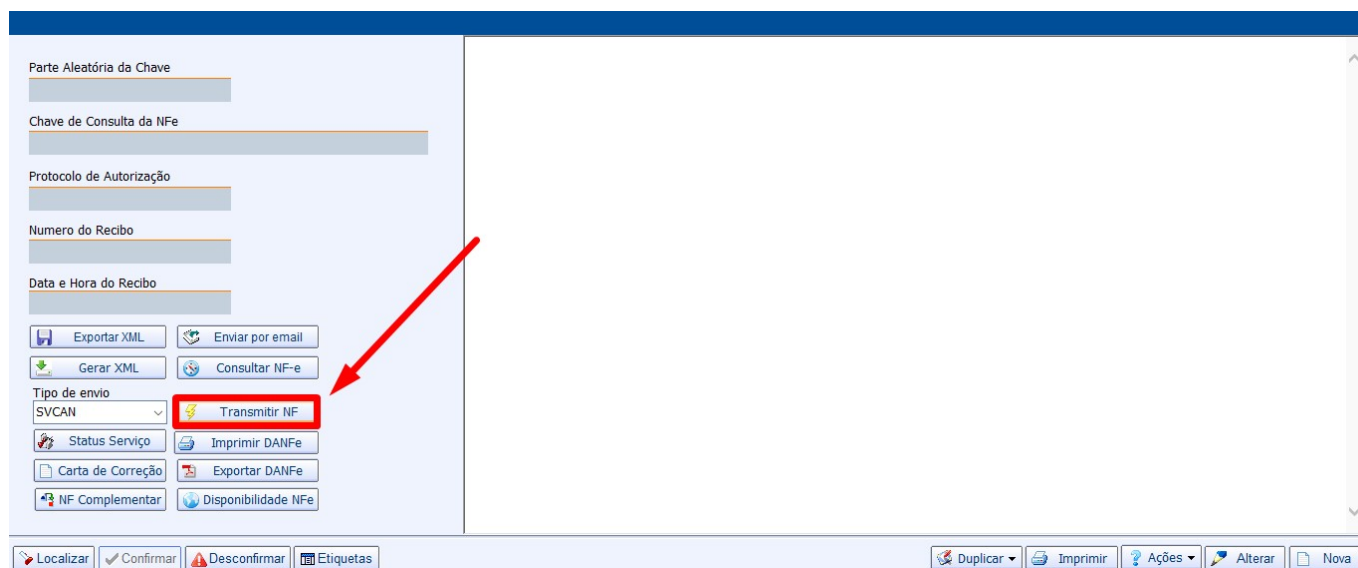 Parte Aleatória da Chave
Chave de Consulta da NFe
Protocolo de Autorização
Numero do Recibo
Data e Hora do Recibo
Exportar XML Enviar por email
Gerar XML Consultar NF-e
Tipo de envio
SVCAN Transmitir NF
Status Serviço Imprimir DANFe
Carta de Correção Exportar DANFe
NF Complementar Disponibilidade NFe
Localizar Confirmar Desconfirmar Etiquetas Duplicar Imprimir Ações Alterar Nova